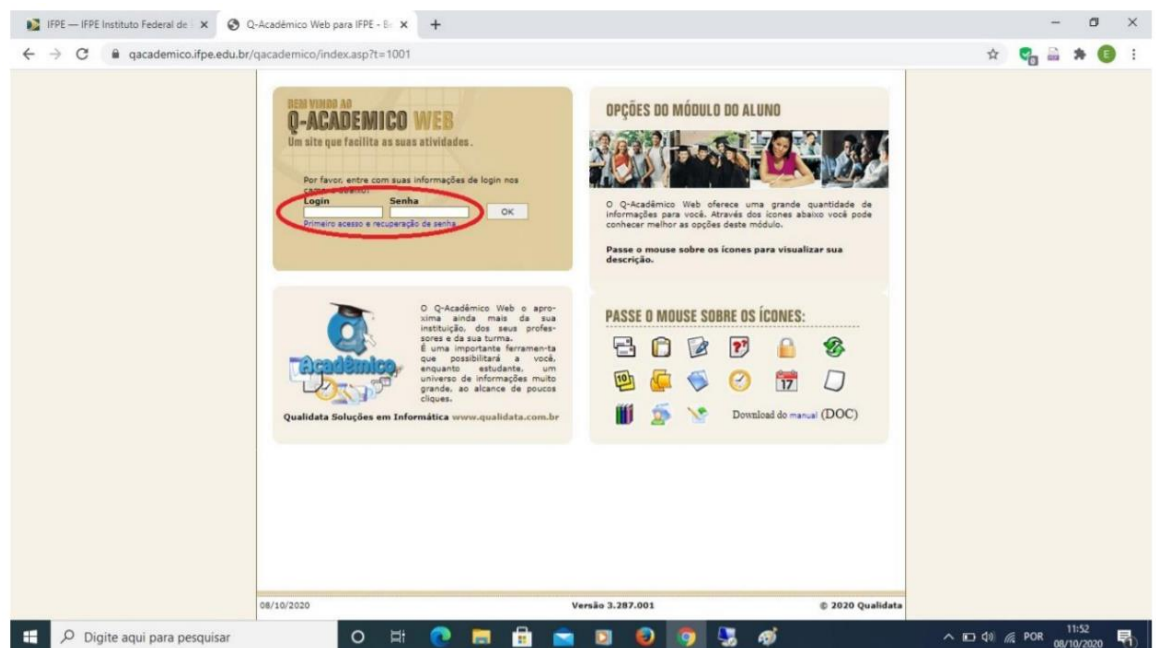 IFPE — IFPE Instituto Federal de
Q-Acadêmico Web para IFPE - B
qacademico.ifpe.edu.br/qacademico/index.asp?t=1001
E
BEM VINDO AO
Q-ACADEMICO WEB
Um site que facilita as suas atividades.
Por favor, entre com suas informações de login nos
abaixo:
Login Senha
OK
Primeiro acesso e recuperação de senha
OPÇÕES DO MÓDULO DO ALUNO
O Q-Acadêmico Web oferece uma grande quantidade de
informações para você. Através dos ícones abaixo você pode
conhecer melhor as opções deste módulo.
Passe o mouse sobre os ícones para visualizar sua
descrição.
Q
Acadêmico
O Q-Acadêmico Web o apro-
xima ainda mais da sua
instituição, dos seus profes-
sores e da sua turma.
É uma importante ferramen-ta
que possibilitará a você,
enquanto estudante, um
universo de informações muito
grande, ao alcance de poucos
cliques.
Qualidata Soluções em Informática www.qualidata.com.br
PASSE O MOUSE SOBRE OS ÍCONES:
??
10
17
Download do manual (DOC)
08/10/2020 Versão 3.287.001 © 2020 Qualidata
Digite aqui para pesquisar
POR
11:52
08/10/2020